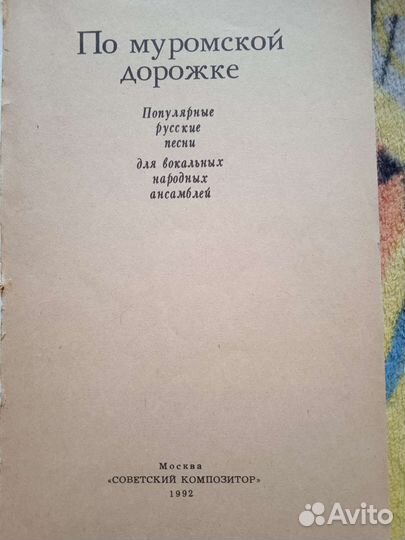 По муромской
дорожке
Популярные
русские
песни
для вокальных
народных
ансамблей
Москва
«СОВЕТСКИЙ КОМПОЗИТОР»
1992
Avito